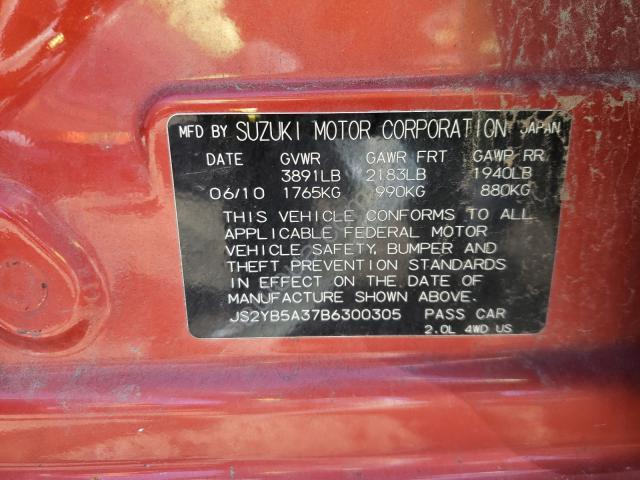 MFD BY SUZUKI MOTOR CORPORATION JAPAN
DATE GVWR GAWR FRT GAWR RR
3891LB 2183LB 1940LB
06/10 1765KG 990KG 880KG
THIS VEHICLE CONFORMS TO ALL
APPLICABLE FEDERAL MOTOR
VEHICLE SAFETY, BUMPER AND
THEFT PREVENTION STANDARDS
IN EFFECT ON THE DATE OF
MANUFACTURE SHOWN ABOVE.
JS2YB5A37B6300305 PASS CAR
2.0L 4WD US